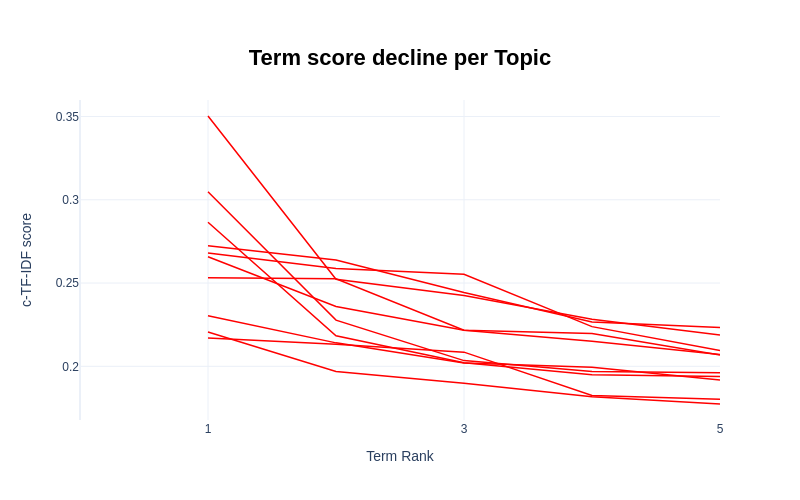 Term score decline per Topic
0.35
0.3
0.25
0.2
c-TF-IDF score
1
3
5
Term Rank